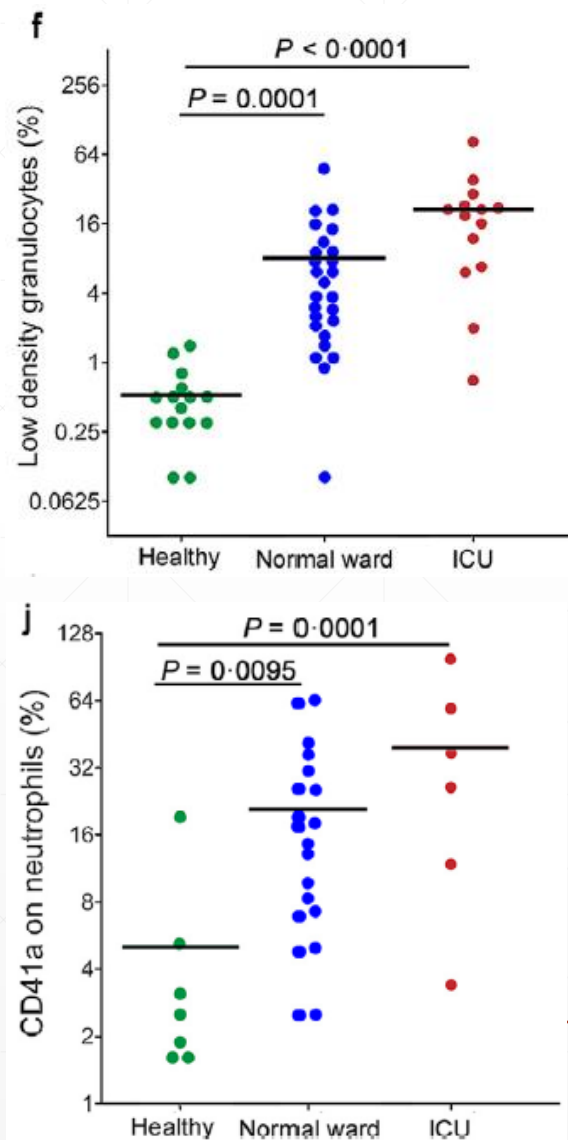 f
P < 0·0001
P = 0.0001
Low density granulocytes (%)
256
64
16
4
1
0.25
0.0625
Healthy Normal ward ICU
j
P = 0·0001
P = 0·0095
CD41a on neutrophils (%)
128
64
32
16
8
4
2
1
Healthy Normal ward ICU